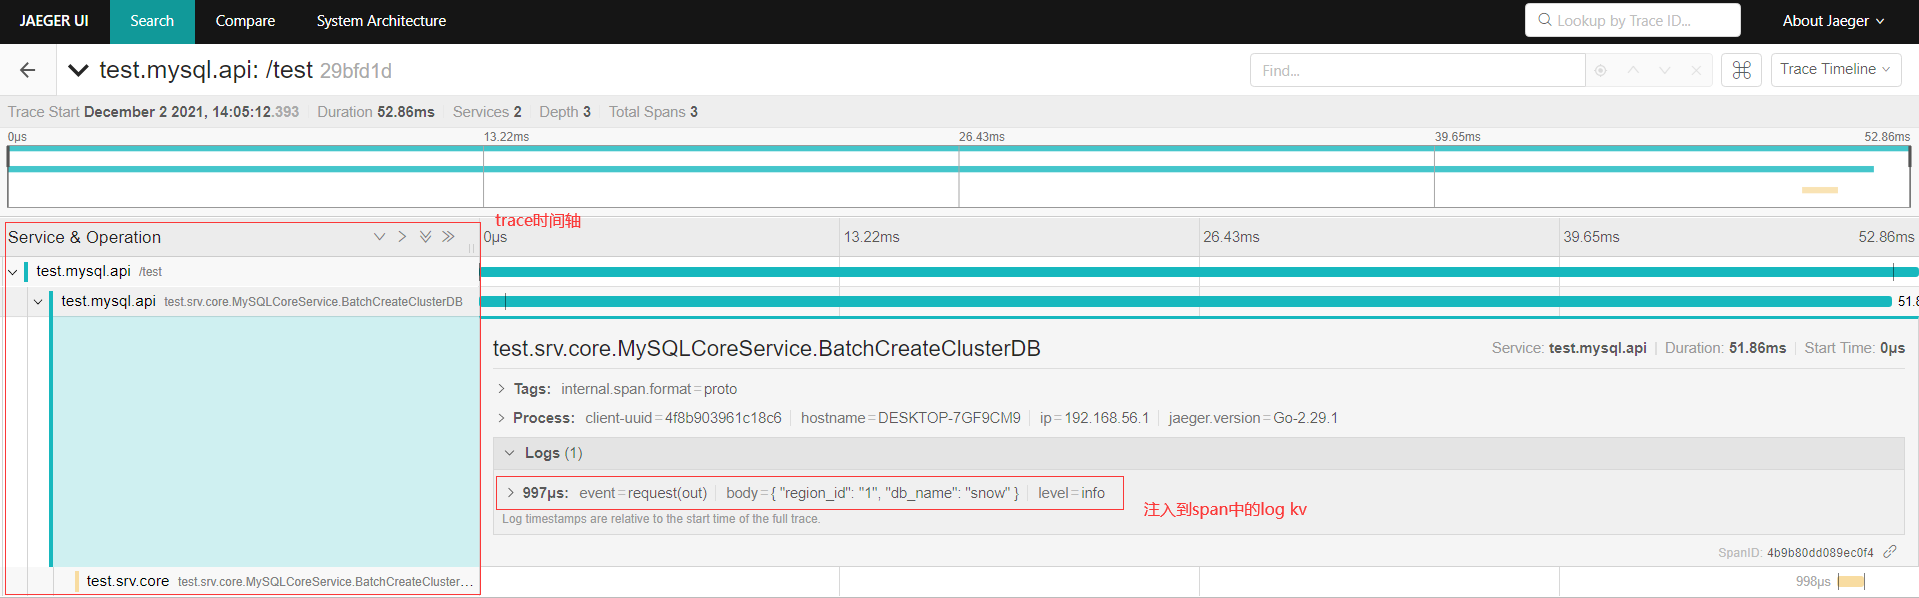 JAEGER UI Search Compare System Architecture Lookup by Trace ID... About Jaeger
test.mysql.api: /test 29bfd1d Find... Trace Timeline
Trace Start December 2 2021, 14:05:12.393 Duration 52.86ms Services 2 Depth 3 Total Spans 3
0μs 13.22ms 26.43ms 39.65ms 52.86ms
trace时间轴
Service & Operation 0μs 13.22ms 26.43ms 39.65ms 52.86ms
test.mysql.api /test
test.mysql.api test.srv.core.MySQLCoreService.BatchCreateClusterDB 51.8
test.srv.core.MySQLCoreService.BatchCreateClusterDB Service: test.mysql.api Duration: 51.86ms Start Time: 0μs
Tags: internal.span.format=proto
Process: client-uuid=4f8b903961c18c6 hostname=DESKTOP-7GF9CM9 ip=192.168.56.1 jaeger.version=Go-2.29.1
Logs (1)
997μs: event=request(out) body={ "region_id": "1", "db_name": "snow" } level=info
注入到span中的log kv
Log timestamps are relative to the start time of the full trace.
SpanID: 4b9b80dd089ec0f4
test.srv.core test.srv.core.MySQLCoreService.BatchCreateCluster... 998μs